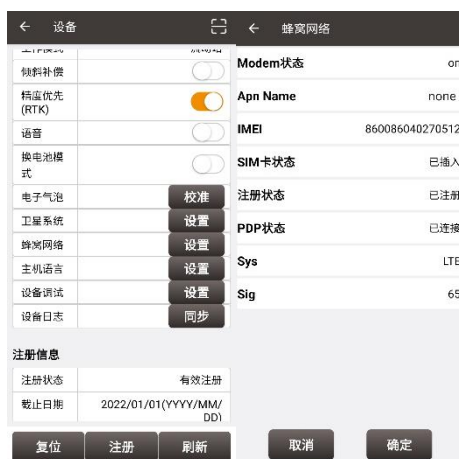 设备
倾斜补偿
精度优先
(RTK)
语音
换电池模
式
电子气泡 校准
卫星系统 设置
蜂窝网络 设置
主机语言 设置
设备调试 设置
设备日志 同步
注册信息
注册状态 有效注册
截止日期 2022/01/01(YYYY/MM/
DD)
复位 注册 刷新
蜂窝网络
Modem状态 on
Apn Name none
IMEI 860086040270512
SIM卡状态 已插入
注册状态 已注册
PDP状态 已连接
Sys LTE
Sig 65
取消 确定